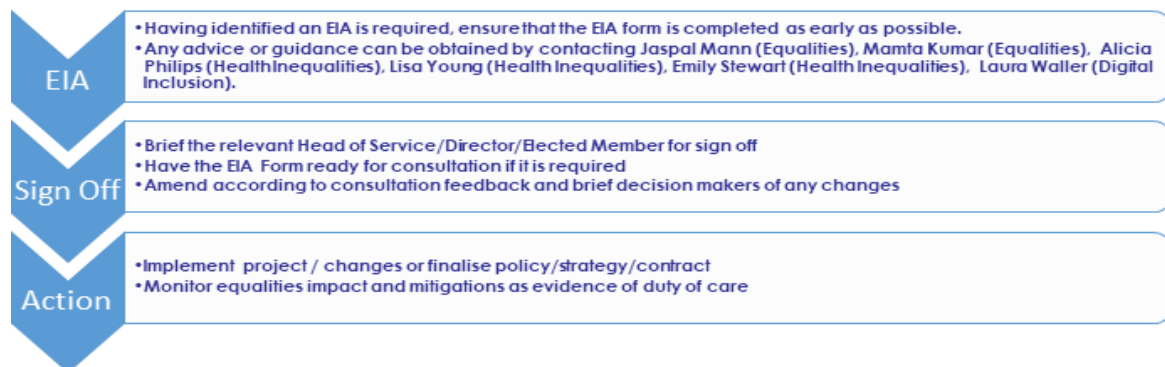 EIA
•Having identified an EIA is required, ensure that the EIA form is completed as early as possible.
•Any advice or guidance can be obtained by contacting Jaspal Mann (Equalities), Mamta Kumar (Equalities), Alicia
Philips (Health Inequalities), Lisa Young (Health Inequalities), Emily Stewart (Health Inequalities), Laura Waller (Digital
Inclusion).
Sign Off
•Brief the relevant Head of Service/Director/Elected Member for sign off
•Have the EIA Form ready for consultation if it is required
•Amend according to consultation feedback and brief decision makers of any changes
Action
•Implement project / changes or finalise policy/strategy/contract
•Monitor equalities impact and mitigations as evidence of duty of care